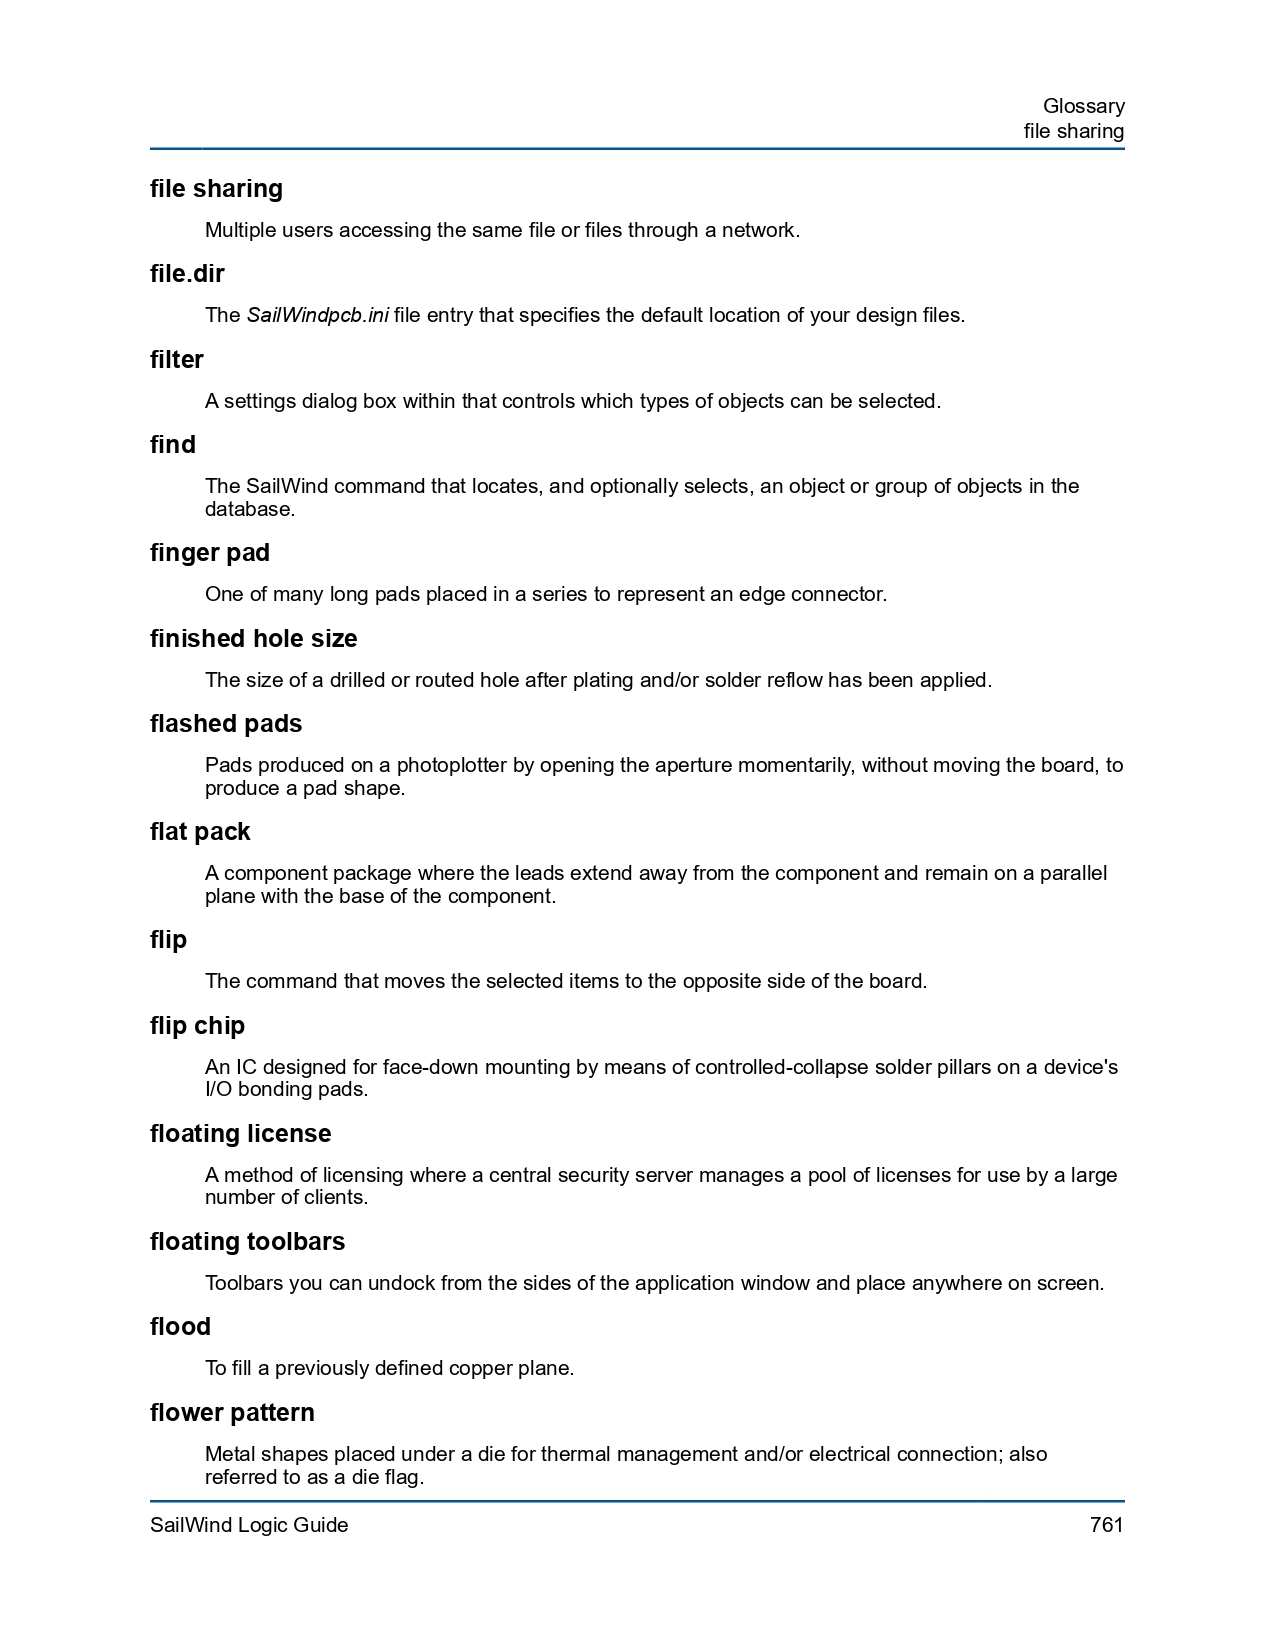 Glossary
file sharing
file sharing
Multiple users accessing the same file or files through a network.
file.dir
The SailWindpcb.ini file entry that specifies the default location of your design files.
filter
A settings dialog box within that controls which types of objects can be selected.
find
The SailWind command that locates, and optionally selects, an object or group of objects in the
database.
finger pad
One of many long pads placed in a series to represent an edge connector.
finished hole size
The size of a drilled or routed hole after plating and/or solder reflow has been applied.
flashed pads
Pads produced on a photoplotter by opening the aperture momentarily, without moving the board, to
produce a pad shape.
flat pack
A component package where the leads extend away from the component and remain on a parallel
plane with the base of the component.
flip
The command that moves the selected items to the opposite side of the board.
flip chip
An IC designed for face-down mounting by means of controlled-collapse solder pillars on a device's
I/O bonding pads.
floating license
A method of licensing where a central security server manages a pool of licenses for use by a large
number of clients.
floating toolbars
Toolbars you can undock from the sides of the application window and place anywhere on screen.
flood
To fill a previously defined copper plane.
flower pattern
Metal shapes placed under a die for thermal management and/or electrical connection; also
referred to as a die flag.
SailWind Logic Guide
761